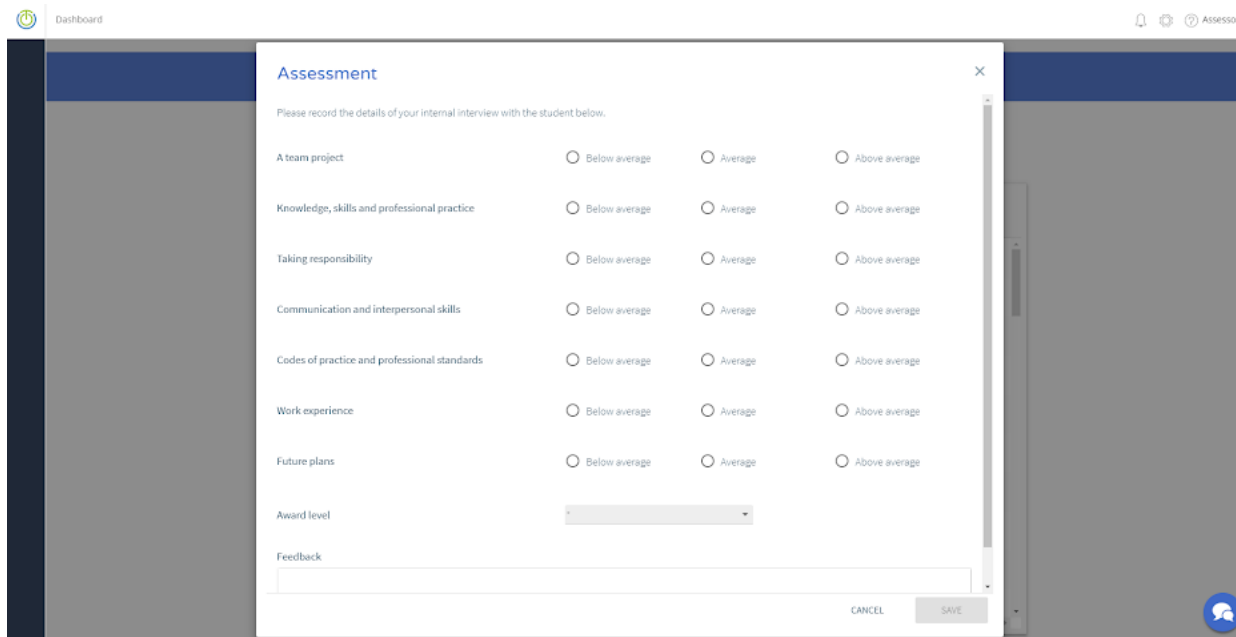 Dashboard
Assesso
Assessment
Please record the details of your internal interview with the student below.
A team project Below average Average Above average
Knowledge, skills and professional practice Below average Average Above average
Taking responsibility Below average Average Above average
Communication and interpersonal skills Below average Average Above average
Codes of practice and professional standards Below average Average Above average
Work experience Below average Average Above average
Future plans Below average Average Above average
Award level *
Feedback
CANCEL SAVE